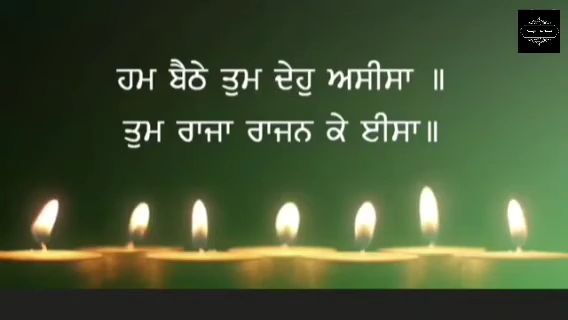 ਹਮ ਬੈਠੇ ਤੁਮ ਦੇਹੁ ਅਸੀਸਾ ॥
ਤੁਮ ਰਾਜਾ ਰਾਜਨ ਕੇ ਈਸਾ॥